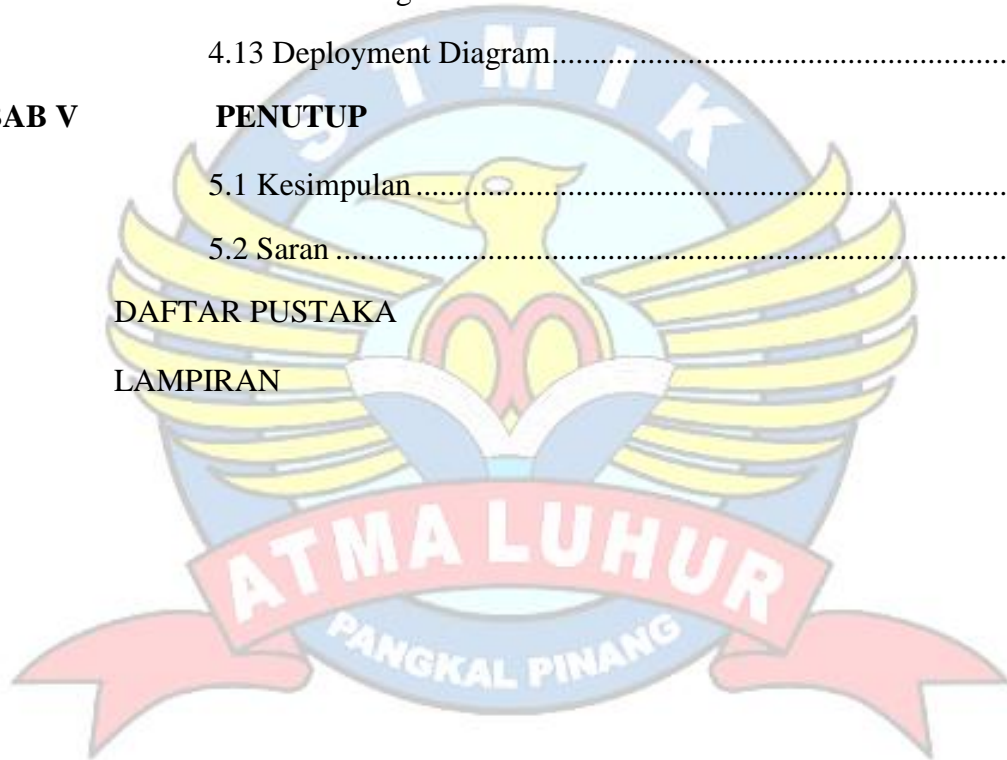 4.13 Deployment Diagram..............................................................
BAB V PENUTUP
5.1 Kesimpulan..............................................................................
5.2 Saran........................................................................................
DAFTAR PUSTAKA
LAMPIRAN
STMIK
ATMA LUHUR
PANGKAL PINANG